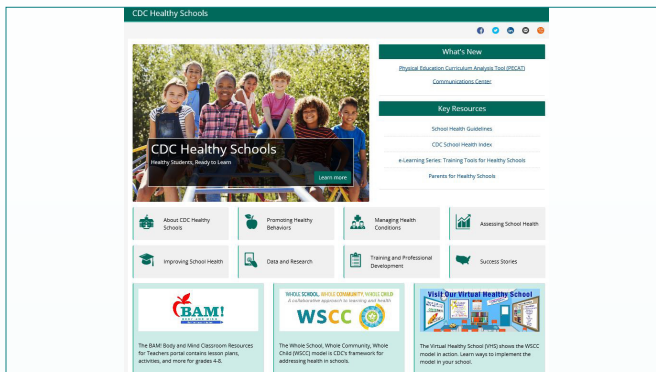 CDC Healthy Schools
CDC Healthy Schools
Healthy Students, Ready to Learn
Learn more
What's New
Physical Education Curriculum Analysis Tool (PECAT)
Communications Center
Key Resources
School Health Guidelines
CDC School Health Index
e-Learning Series: Training Tools for Healthy Schools
Parents for Healthy Schools
About CDC Healthy
Schools
Promoting Healthy
Behaviors
Managing Health
Conditions
Assessing School Health
Improving School Health
Data and Research
Training and Professional
Development
Success Stories
BAM!
BODY AND MIND
The BAM! Body and Mind Classroom Resources
for Teachers portal contains lesson plans,
activities, and more for grades 4-8.
WHOLE SCHOOL, WHOLE COMMUNITY, WHOLE CHILD
A collaborative approach to learning and health
WSCC
The Whole School, Whole Community, Whole
Child (WSCC) model is CDC's framework for
addressing health in schools.
Visit Our Virtual Healthy School
The Virtual Healthy School (VHS) shows the WSCC
model in action. Learn ways to implement the
model in your school.